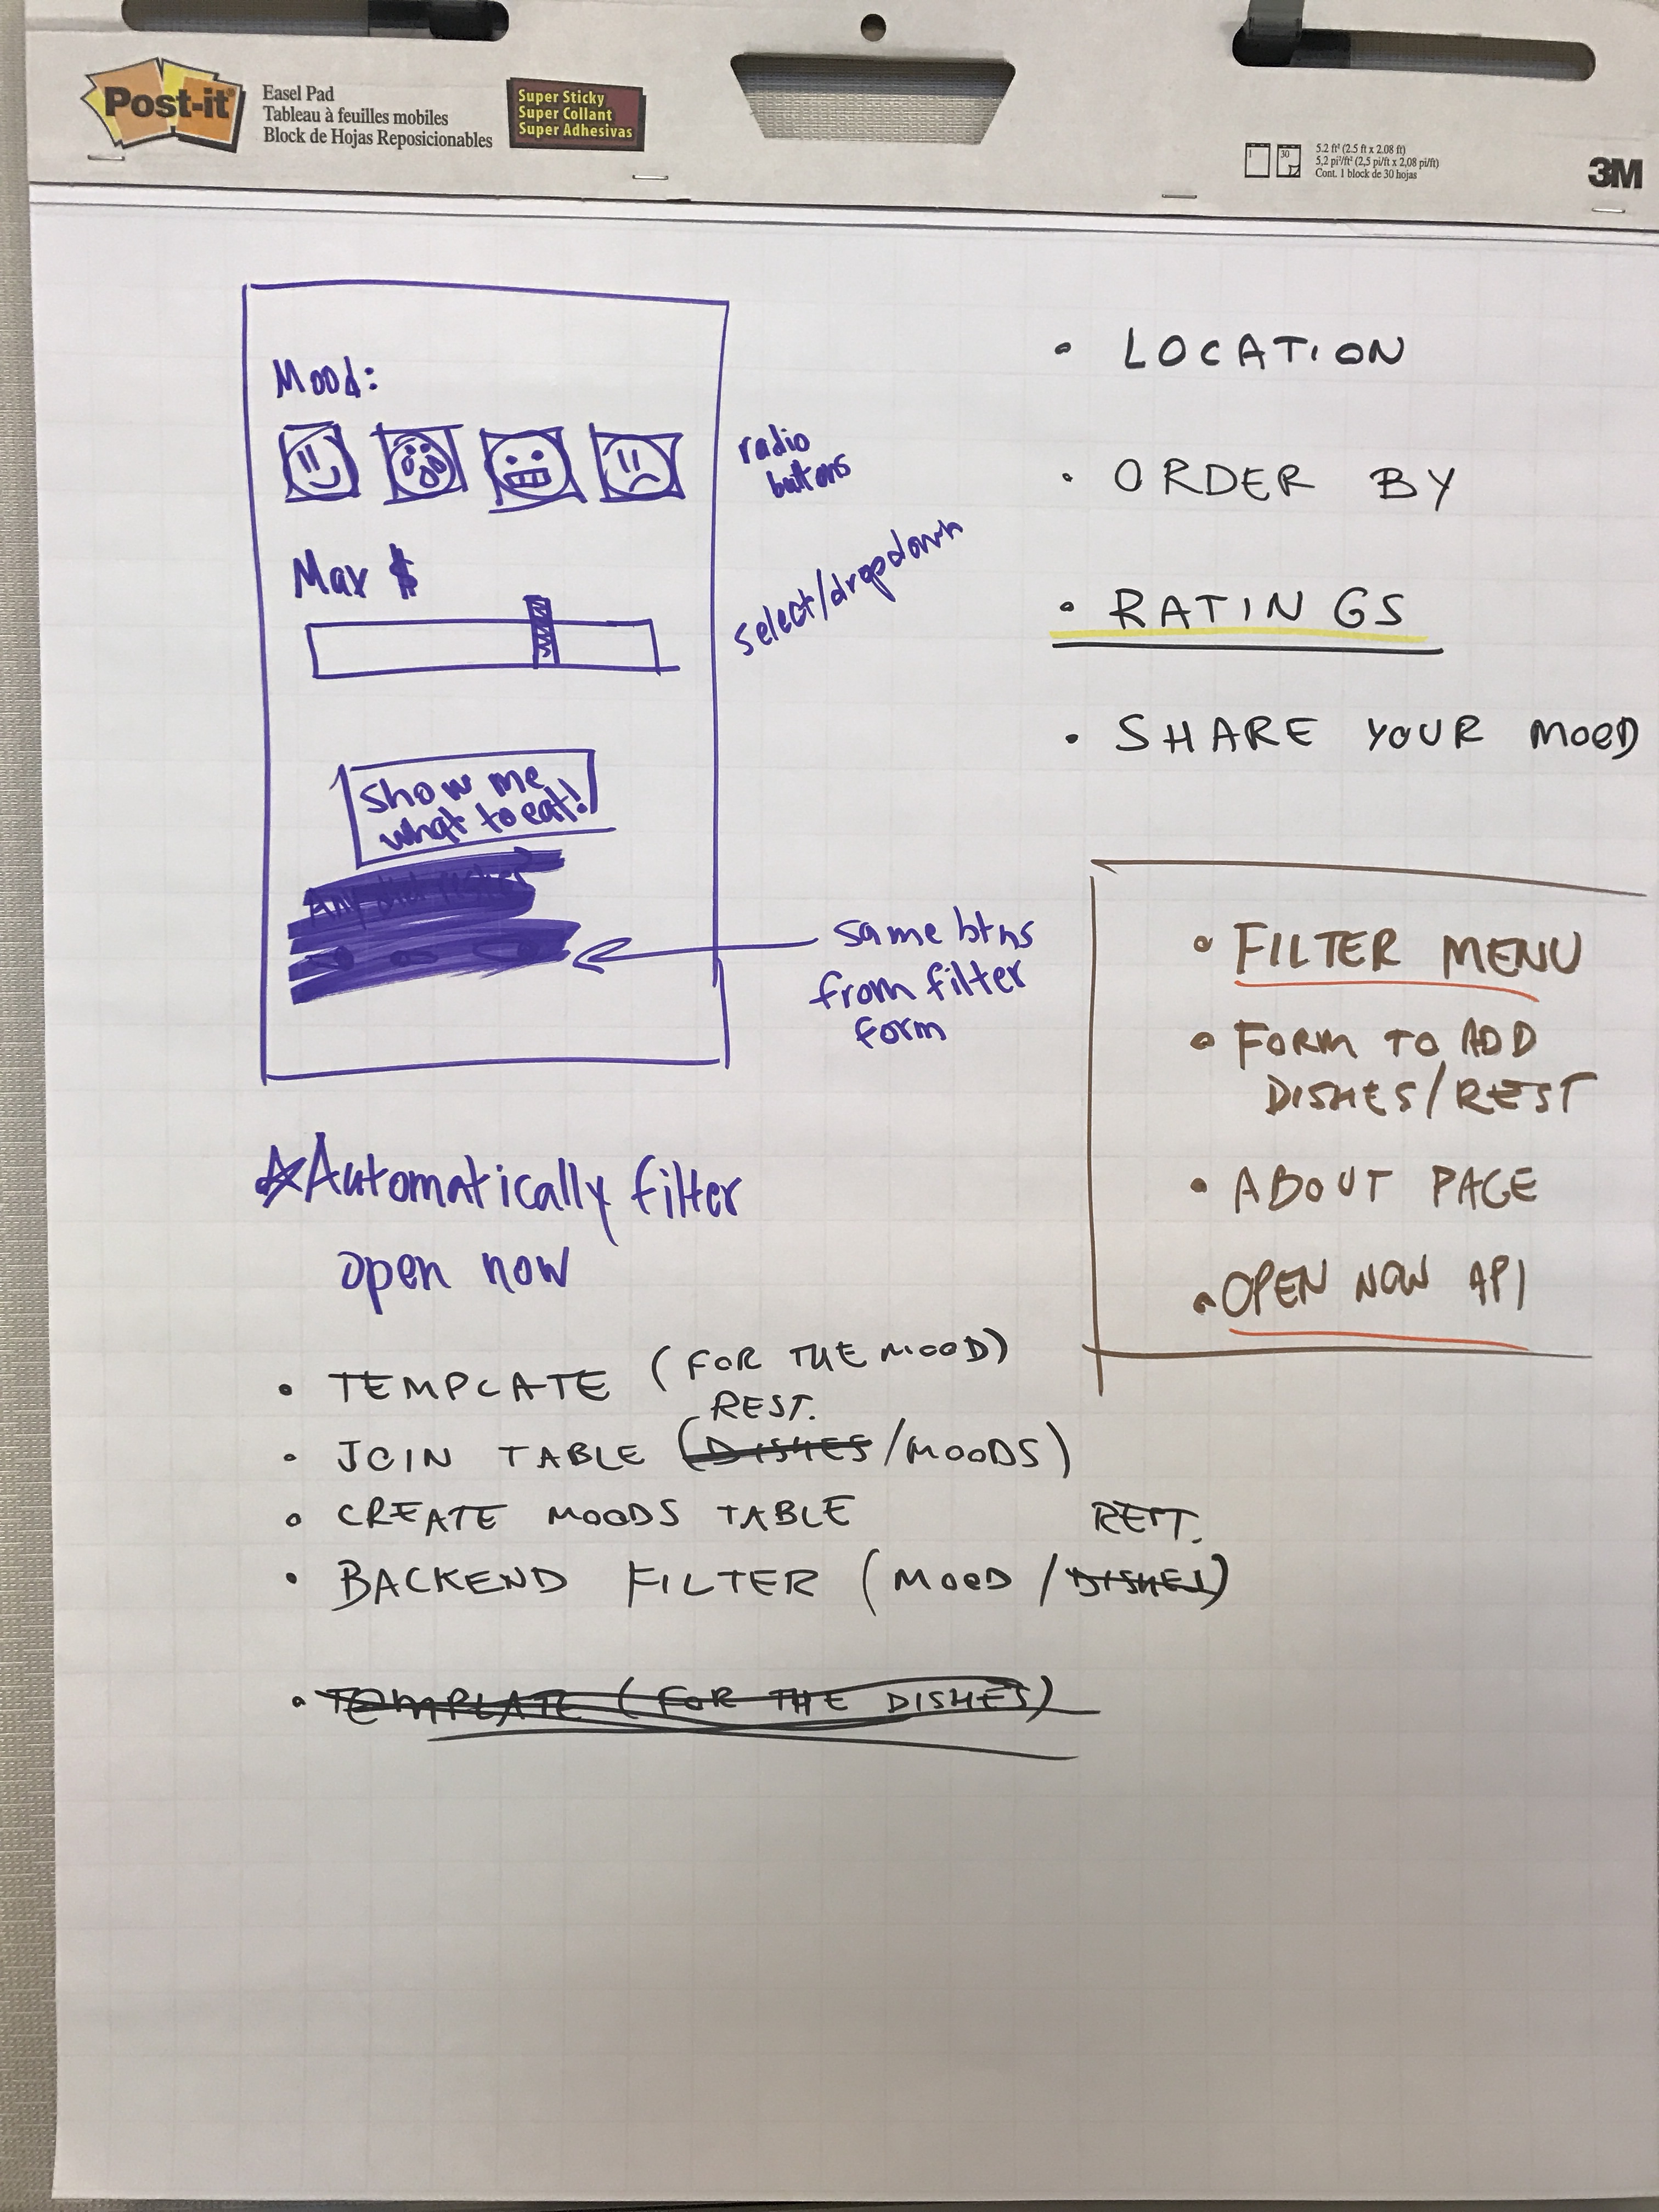 Post-it
Easel Pad
Tableau à feuilles mobiles
Block de Hojas Reposicionables
Super Sticky
Super Collant
Super Adhesivas
1
30
5.2 ft² (2.5 ft x 2.08 ft)
5,2 pi²/ft² (2,5 pi/ft x 2,08 pi/ft)
Cont. 1 block de 30 hojas
3M
Mood:
radio
buttons
Max $
select/dropdown
Show me
what to eat!
same btns
from filter
form
☆Automatically filter
open now
• LOCATION
• ORDER BY
• RATINGS
• SHARE YOUR MOOD
• FILTER MENU
• FORM TO ADD
DISHES/REST
• ABOUT PAGE
• OPEN NOW API
• TEMPLATE (FOR THE MOOD)
REST.
• JOIN TABLE (DISHES/MOODS)
• CREATE MOODS TABLE
REST.
• BACKEND FILTER (MOOD/DISHES)
• TEMPLATE (FOR THE DISHES)